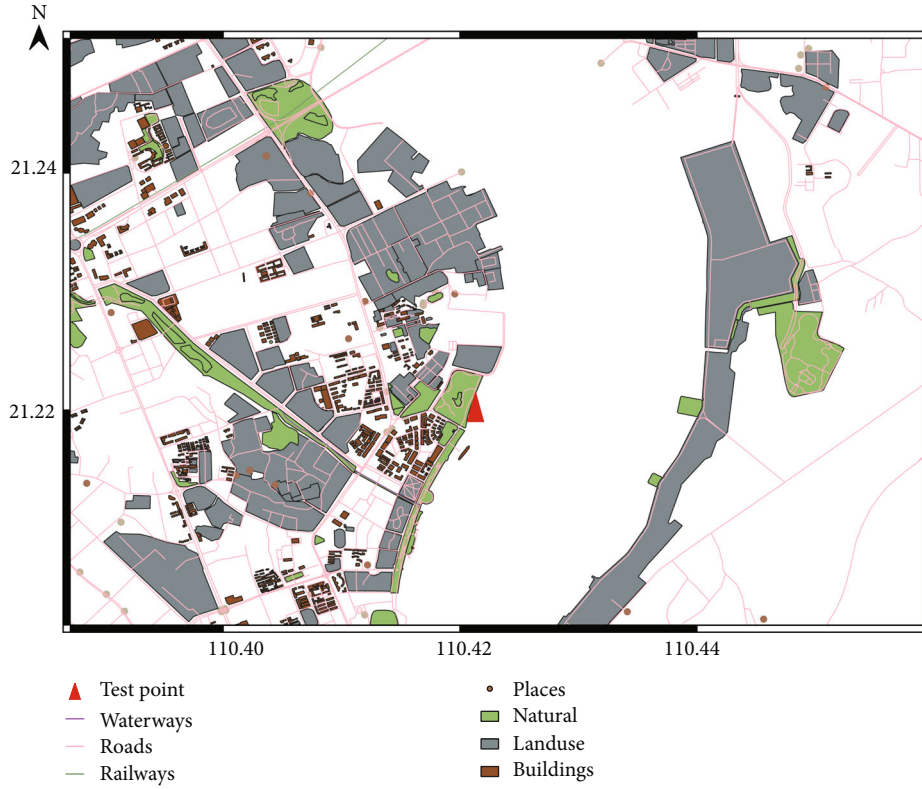 N
21.24
21.22
110.40
110.42
110.44
Test point
Waterways
Roads
Railways
Places
Natural
Landuse
Buildings